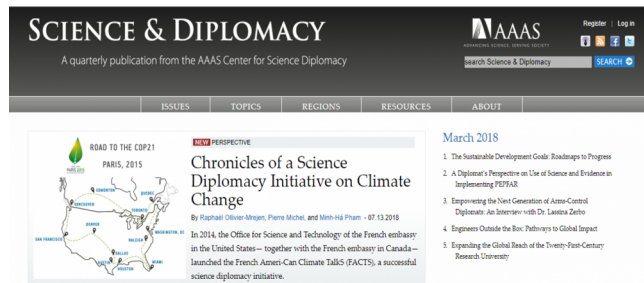 SCIENCE & DIPLOMACY
A quarterly publication from the AAAS Center for Science Diplomacy
AAAS
ADVANCING SCIENCE, SERVING SOCIETY
Register | Log in
search Science & Diplomacy
SEARCH
ISSUES TOPICS REGIONS RESOURCES ABOUT
ROAD TO THE COP21
PARIS, 2015
EDMONTON
VANCOUVER
QUEBEC
TORONTO
DENVER
WASHINGTON, DC
SAN FRANCISCO
RALEIGH
DALLAS
AUSTIN
HOUSTON
MIAMI
NEW PERSPECTIVE
Chronicles of a Science
Diplomacy Initiative on Climate
Change
By Raphaël Ollivier-Mrejen, Pierre Michel, and Minh-Hà Pham - 07.13.2018
In 2014, the Office for Science and Technology of the French embassy
in the United States— together with the French embassy in Canada—
launched the French Ameri-Can Climate TalkS (FACTS), a successful
science diplomacy initiative.
March 2018
1. The Sustainable Development Goals: Roadmaps to Progress
2. A Diplomat's Perspective on Use of Science and Evidence in
Implementing PEPFAR
3. Empowering the Next Generation of Arms-Control
Diplomats: An Interview with Dr. Lassina Zerbo
4. Engineers Outside the Box: Pathways to Global Impact
5. Expanding the Global Reach of the Twenty-First-Century
Research University